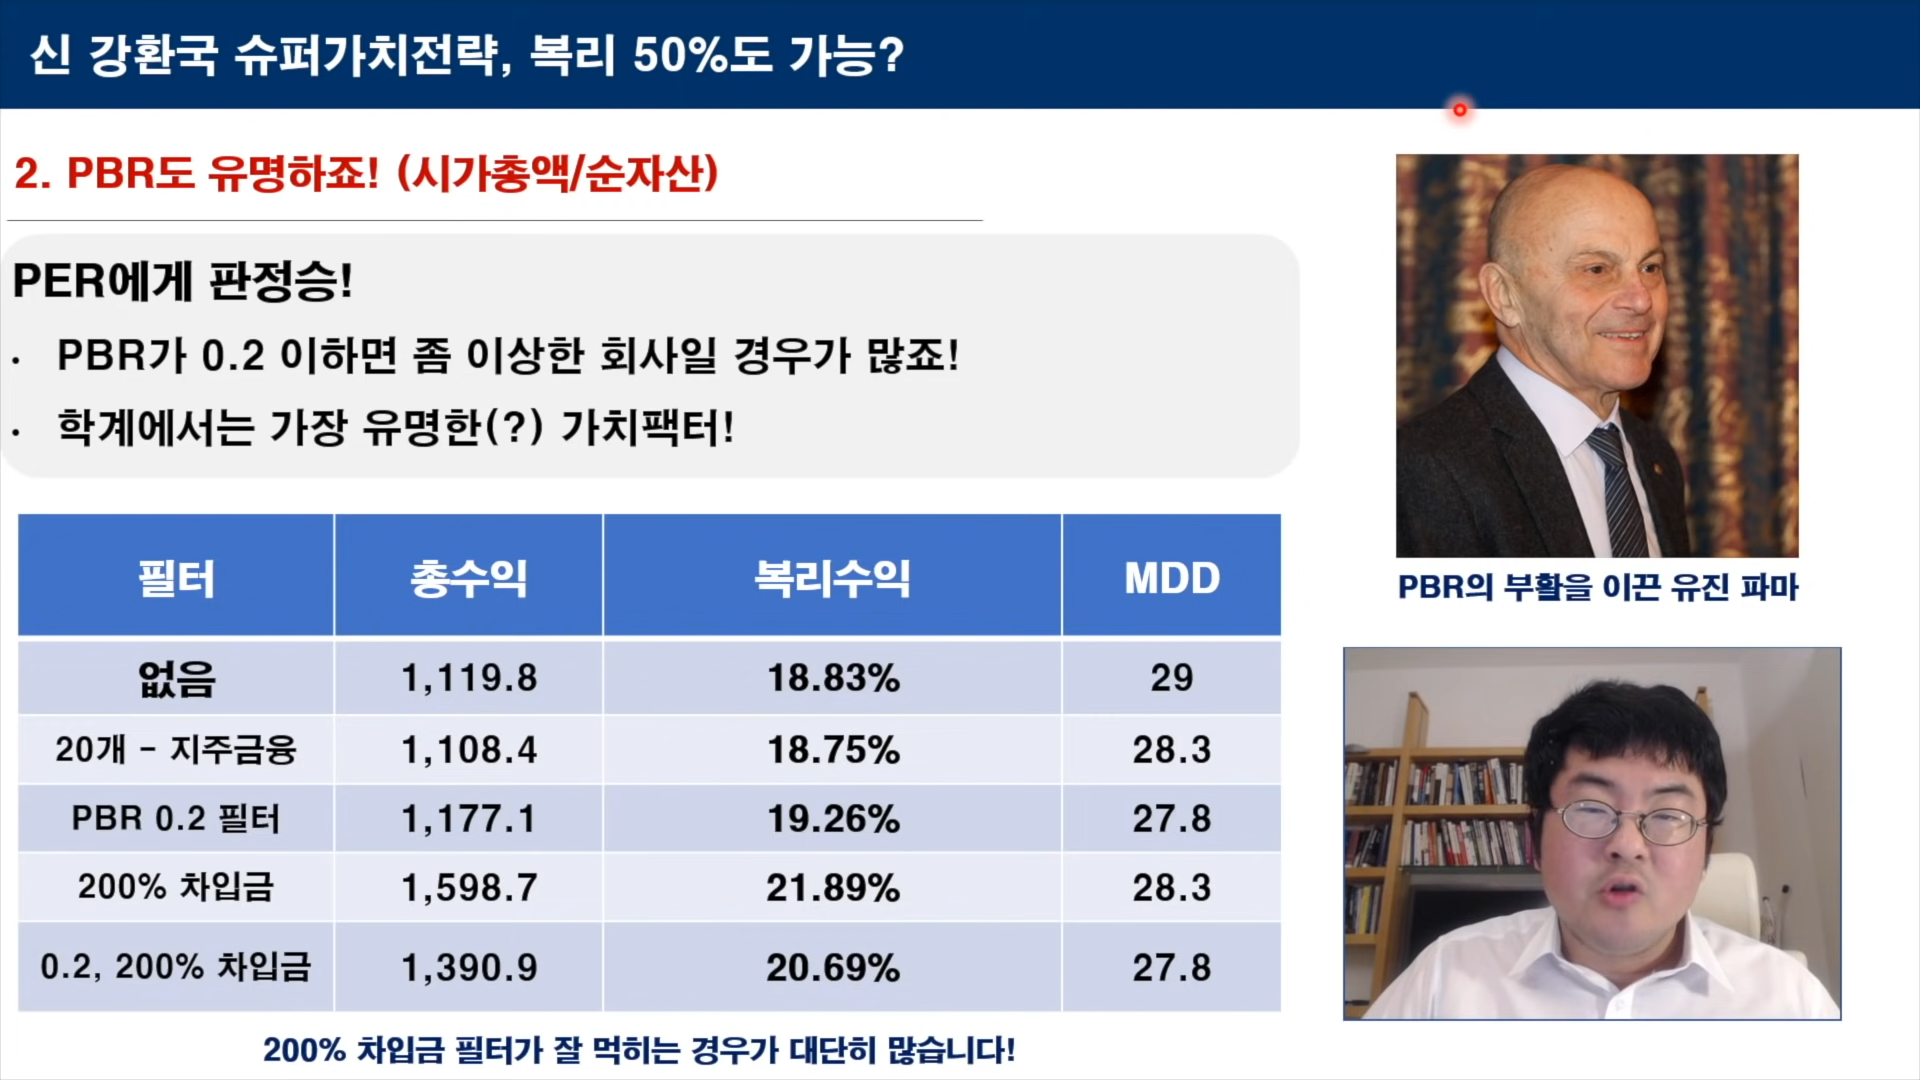 신 강환국 슈퍼가치전략, 복리 50%도 가능?
2. PBR도 유명하죠! (시가총액/순자산)
PER에게 판정승!
• PBR가 0.2 이하면 좀 이상한 회사일 경우가 많죠!
• 학계에서는 가장 유명한(?) 가치팩터!
필터 총수익 복리수익 MDD
없음 1,119.8 18.83% 29
20개 - 지주금융 1,108.4 18.75% 28.3
PBR 0.2 필터 1,177.1 19.26% 27.8
200% 차입금 1,598.7 21.89% 28.3
0.2, 200% 차입금 1,390.9 20.69% 27.8
200% 차입금 필터가 잘 먹히는 경우가 대단히 많습니다!
PBR의 부활을 이끈 유진 파마